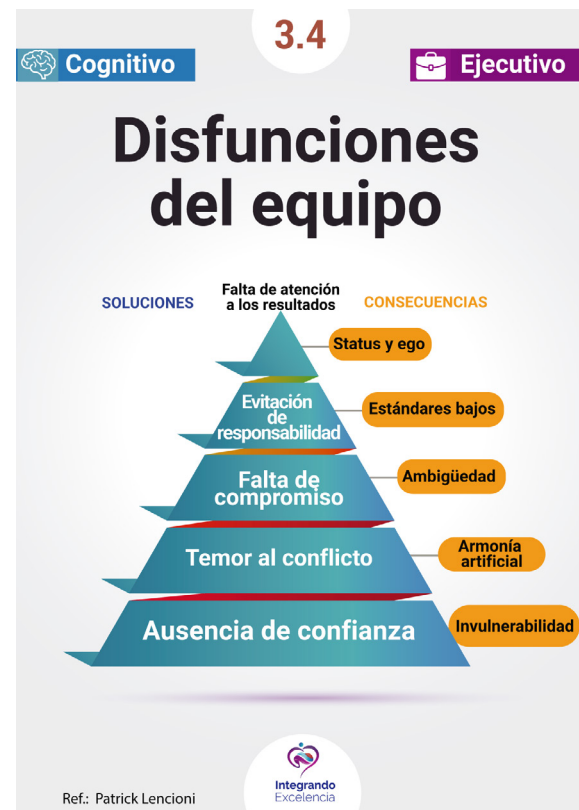 3.4
Cognitivo
Ejecutivo
Disfunciones
del equipo
SOLUCIONES
Falta de atención
a los resultados
CONSECUENCIAS
Status y ego
Evitación
de
responsabilidad
Estándares bajos
Falta de
compromiso
Ambigüedad
Temor al conflicto
Armonía
artificial
Ausencia de confianza
Invulnerabilidad
Integrando
Excelencia
Ref.: Patrick Lencioni